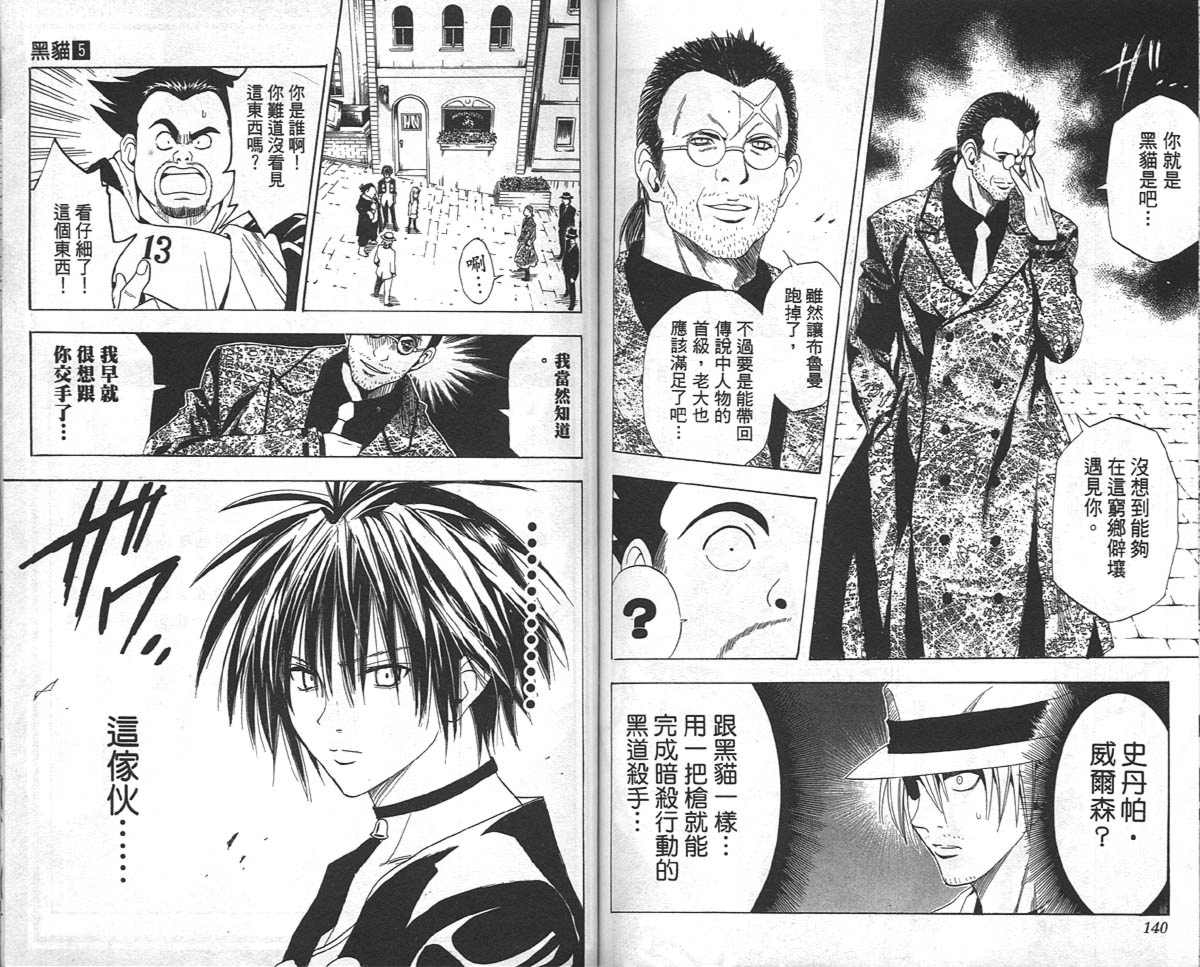 你就是
黑貓是吧…
沒想到能夠
在這窮鄉僻壤
遇見你。
雖然讓布魯曼
跑掉了，
不過要是能帶回
傳說中人物的
首級，老大也
應該滿足了吧…
？
史丹帕．
威爾森？
跟黑貓一樣…
用一把槍就能
完成暗殺行動的
黑道殺手…
140
黑貓 5
唰…
你是誰啊！
你難道沒看見
這東西嗎？
看仔細了！
這個東西！
13
我當然知道
。
我早就
很想跟
你交手了…
………
ザワ…
這傢伙……